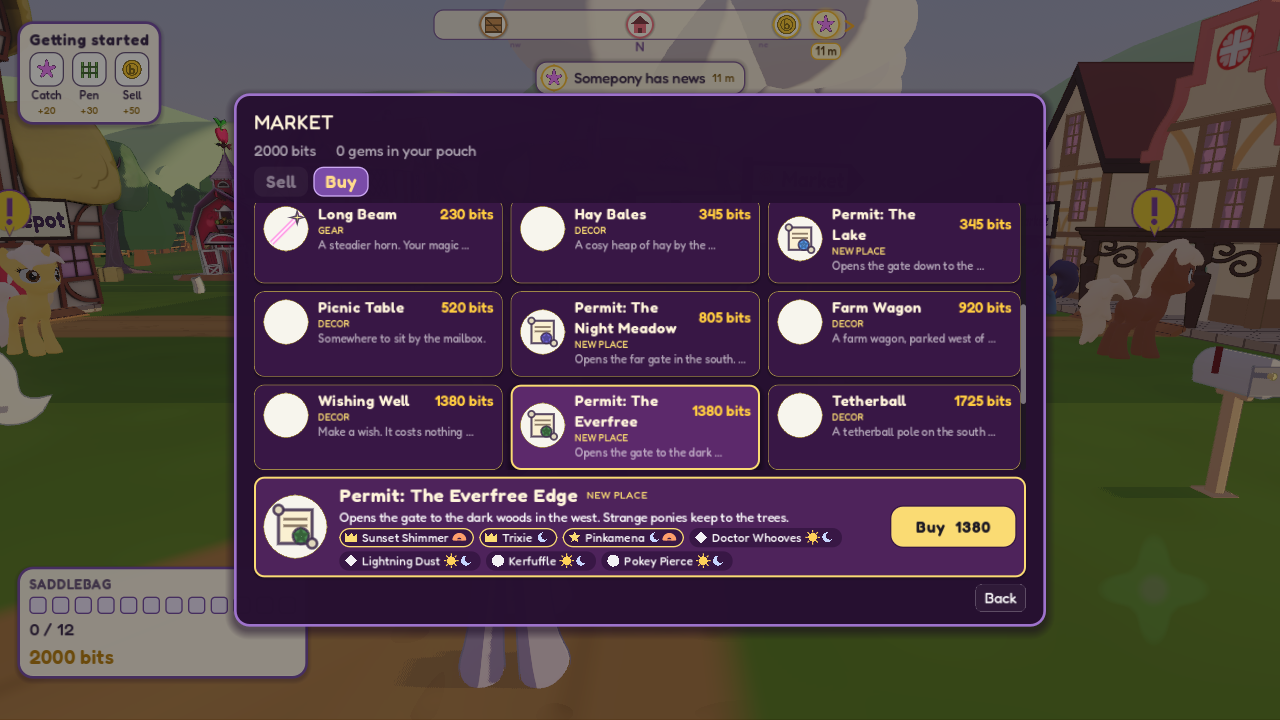 Getting started
Catch
Pen
Sell
+20
+30
+50
N
11 m
Somepony has news 11 m
epot
MARKET
2000 bits 0 gems in your pouch
Sell
Buy
Long Beam 230 bits
GEAR
A steadier horn. Your magic ...
Hay Bales 345 bits
DECOR
A cosy heap of hay by the ...
Permit: The Lake 345 bits
NEW PLACE
Opens the gate down to the ...
Picnic Table 520 bits
DECOR
Somewhere to sit by the mailbox.
Permit: The
Night Meadow 805 bits
NEW PLACE
Opens the far gate in the south. ...
Farm Wagon 920 bits
DECOR
A farm wagon, parked west of ...
Wishing Well 1380 bits
DECOR
Make a wish. It costs nothing ...
Permit: The
Everfree 1380 bits
NEW PLACE
Opens the gate to the dark ...
Tetherball 1725 bits
DECOR
A tetherball pole on the south ...
Permit: The Everfree Edge NEW PLACE
Opens the gate to the dark woods in the west. Strange ponies keep to the trees.
Sunset Shimmer Trixie Pinkamena Doctor Whooves
Lightning Dust Kerfuffle Pokey Pierce
Buy 1380
Back
SADDLEBAG
0 / 12
2000 bits